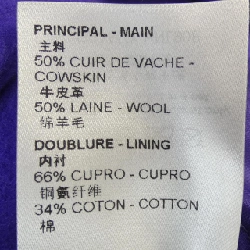 PRINCIPAL - MAIN
主料
50% CUIR DE VACHE -
COWSKIN
牛皮革
50% LAINE - WOOL
绵羊毛
DOUBLURE - LINING
内衬
66% CUPRO - CUPRO
铜氨纤维
34% COTON - COTTON
棉